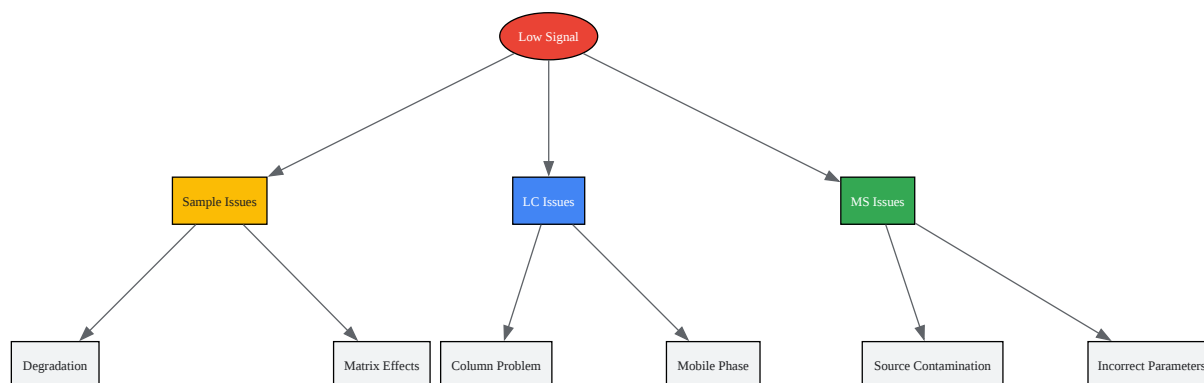 Low Signal
Sample Issues
LC Issues
MS Issues
Degradation
Matrix Effects
Column Problem
Mobile Phase
Source Contamination
Incorrect Parameters